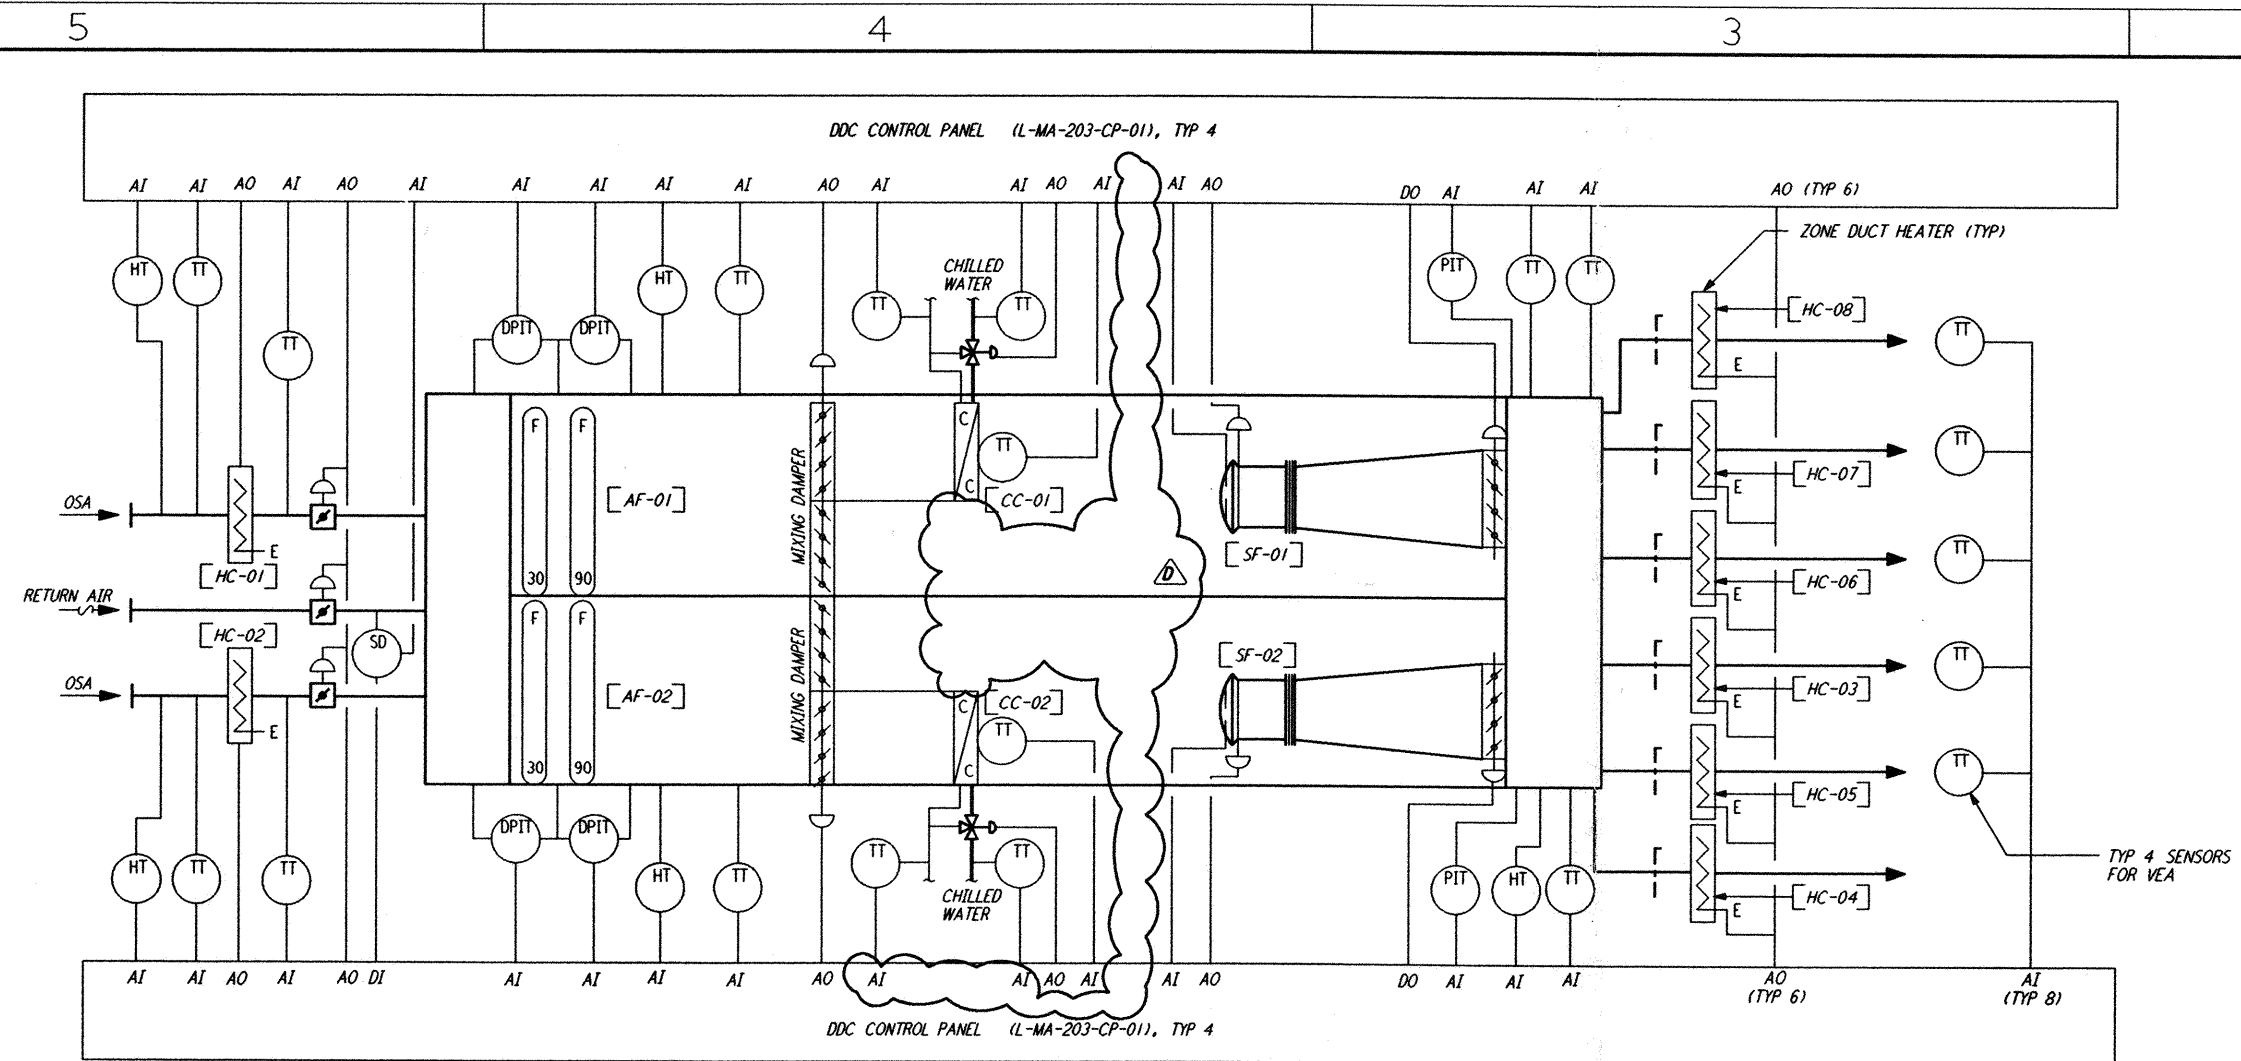 5 4 3
DDC CONTROL PANEL (L-MA-203-CP-01), TYP 4
AI AI AO AI AO AI AI AI AI AI AO AI AI AO AI AI AO DO AI AI AI AO (TYP 6)
ZONE DUCT HEATER (TYP)
HT TT HT TT PIT TT TT
CHILLED
WATER
TT TT
[HC-08]
DPIT DPIT TT TT
E
F F C TT TT
MIXING DAMPER
[HC-07]
C E
[AF-01] [CC-01]
OSA
E [SF-01] TT
[HC-01] 30 90 D [HC-06]
E
RETURN AIR
F F
[HC-02] SD MIXING DAMPER [SF-02] TT
OSA [AF-02] C [CC-02] [HC-03]
E
E TT
30 90 C TT
[HC-05]
E
DPIT DPIT
HT TT TT HT TT TT TT PIT HT TT
CHILLED
WATER
TYP 4 SENSORS
FOR VEA
[HC-04]
E
AI AI AO AI AO DI AI AI AI AI AO AI AI AO AI AI AO DO AI AI AI AO AI
(TYP 6) (TYP 8)
DDC CONTROL PANEL (L-MA-203-CP-01), TYP 4